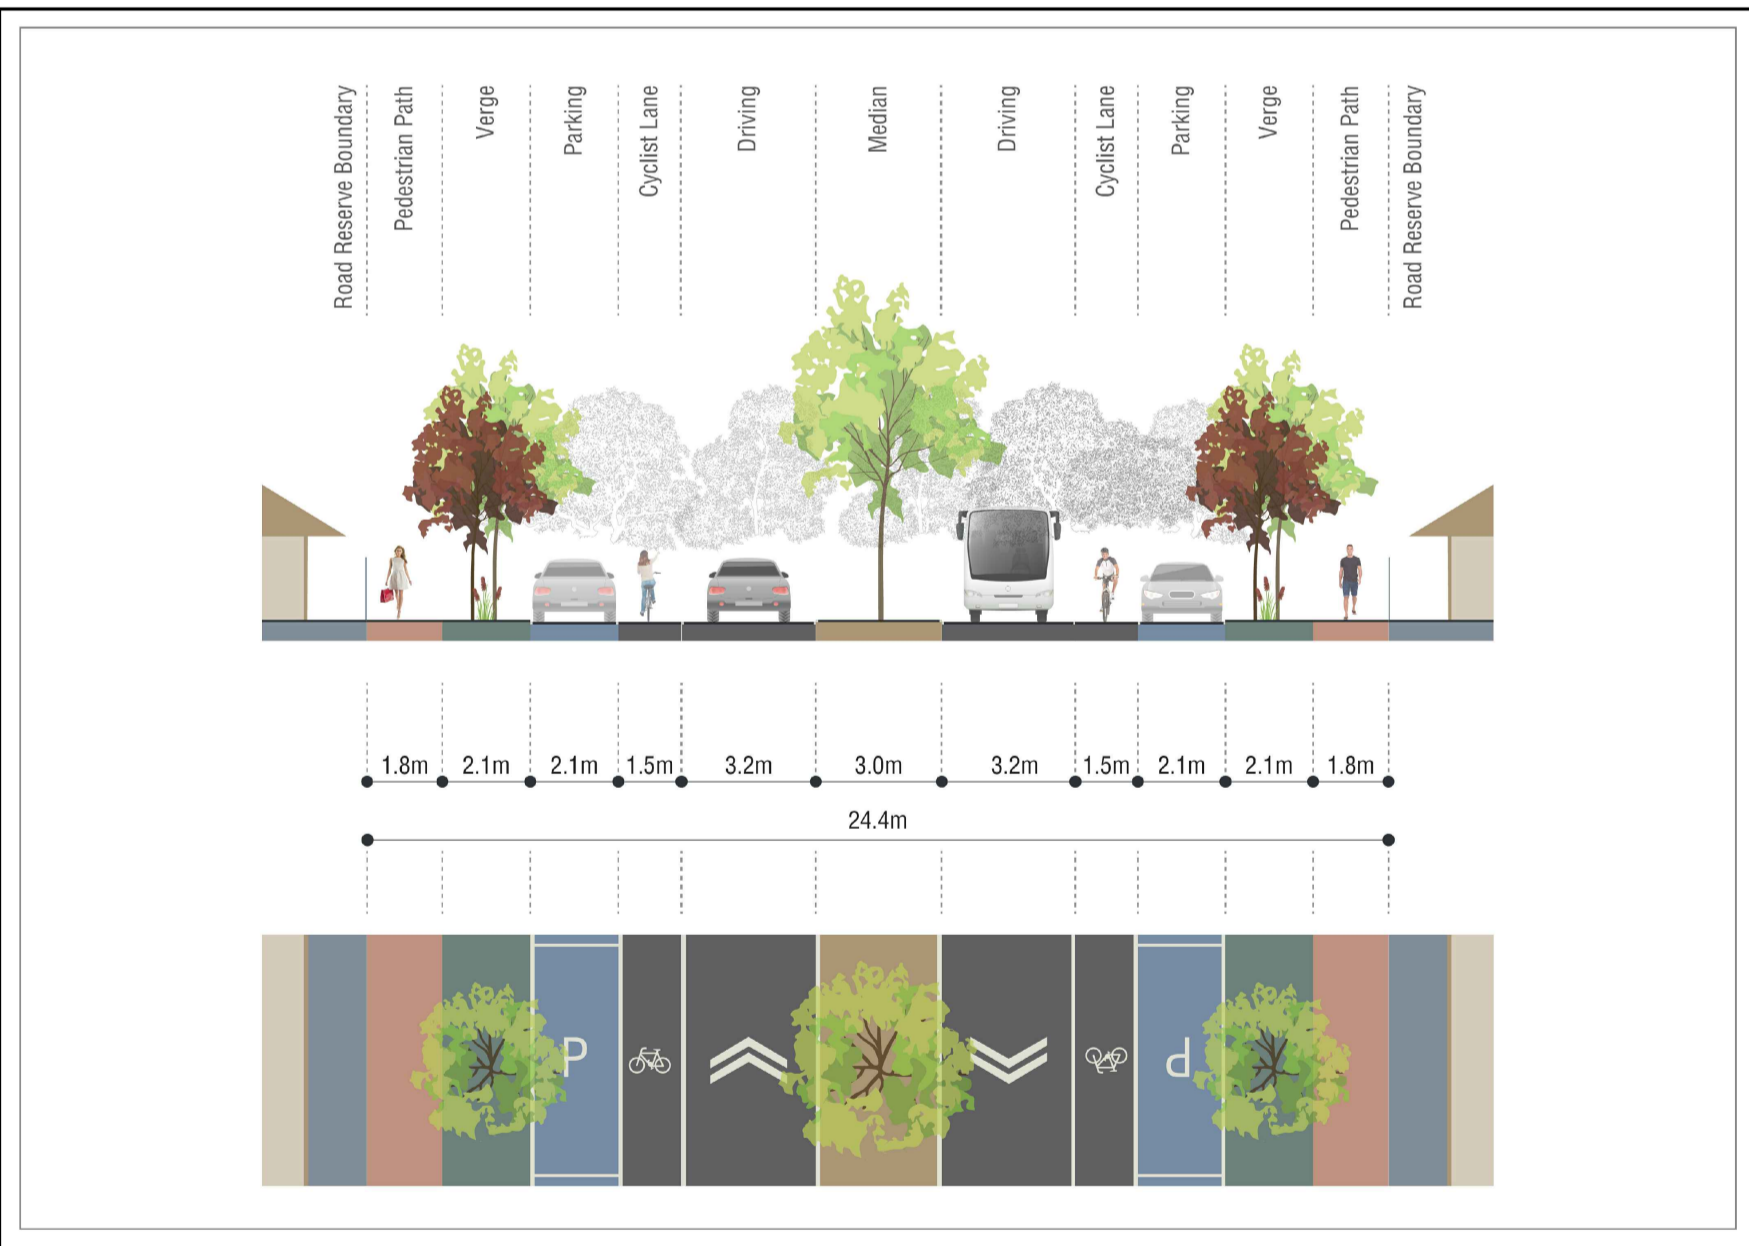 Road Reserve Boundary
Pedestrian Path
Verge
Parking
Cyclist Lane
Driving
Median
Driving
Cyclist Lane
Parking
Verge
Pedestrian Path
Road Reserve Boundary
1.8m 2.1m 2.1m 1.5m 3.2m 3.0m 3.2m 1.5m 2.1m 2.1m 1.8m
24.4m
P P